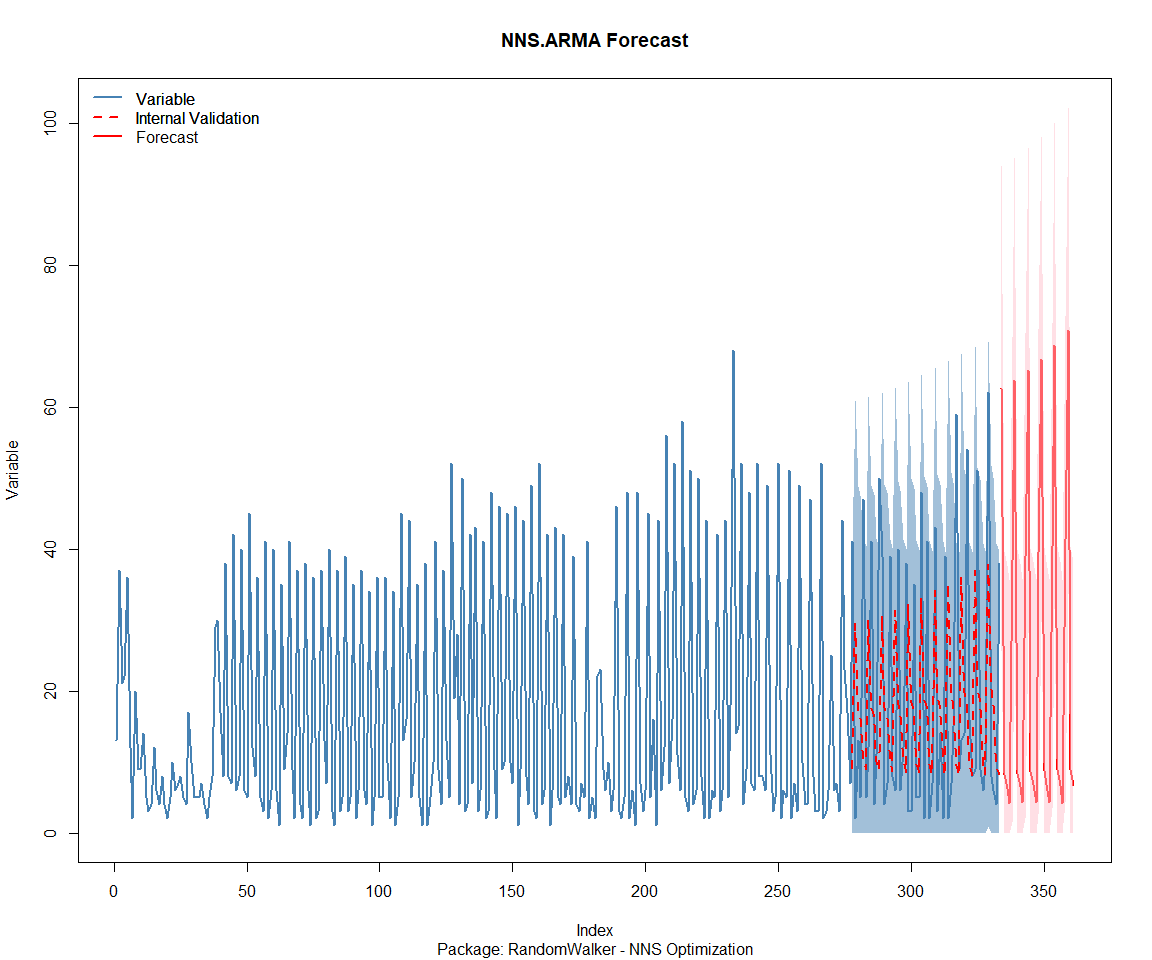 NNS.ARMA Forecast
Variable
Internal Validation
Forecast
Variable
100
80
60
40
20
0
0 50 100 150 200 250 300 350
Index
Package: RandomWalker - NNS Optimization